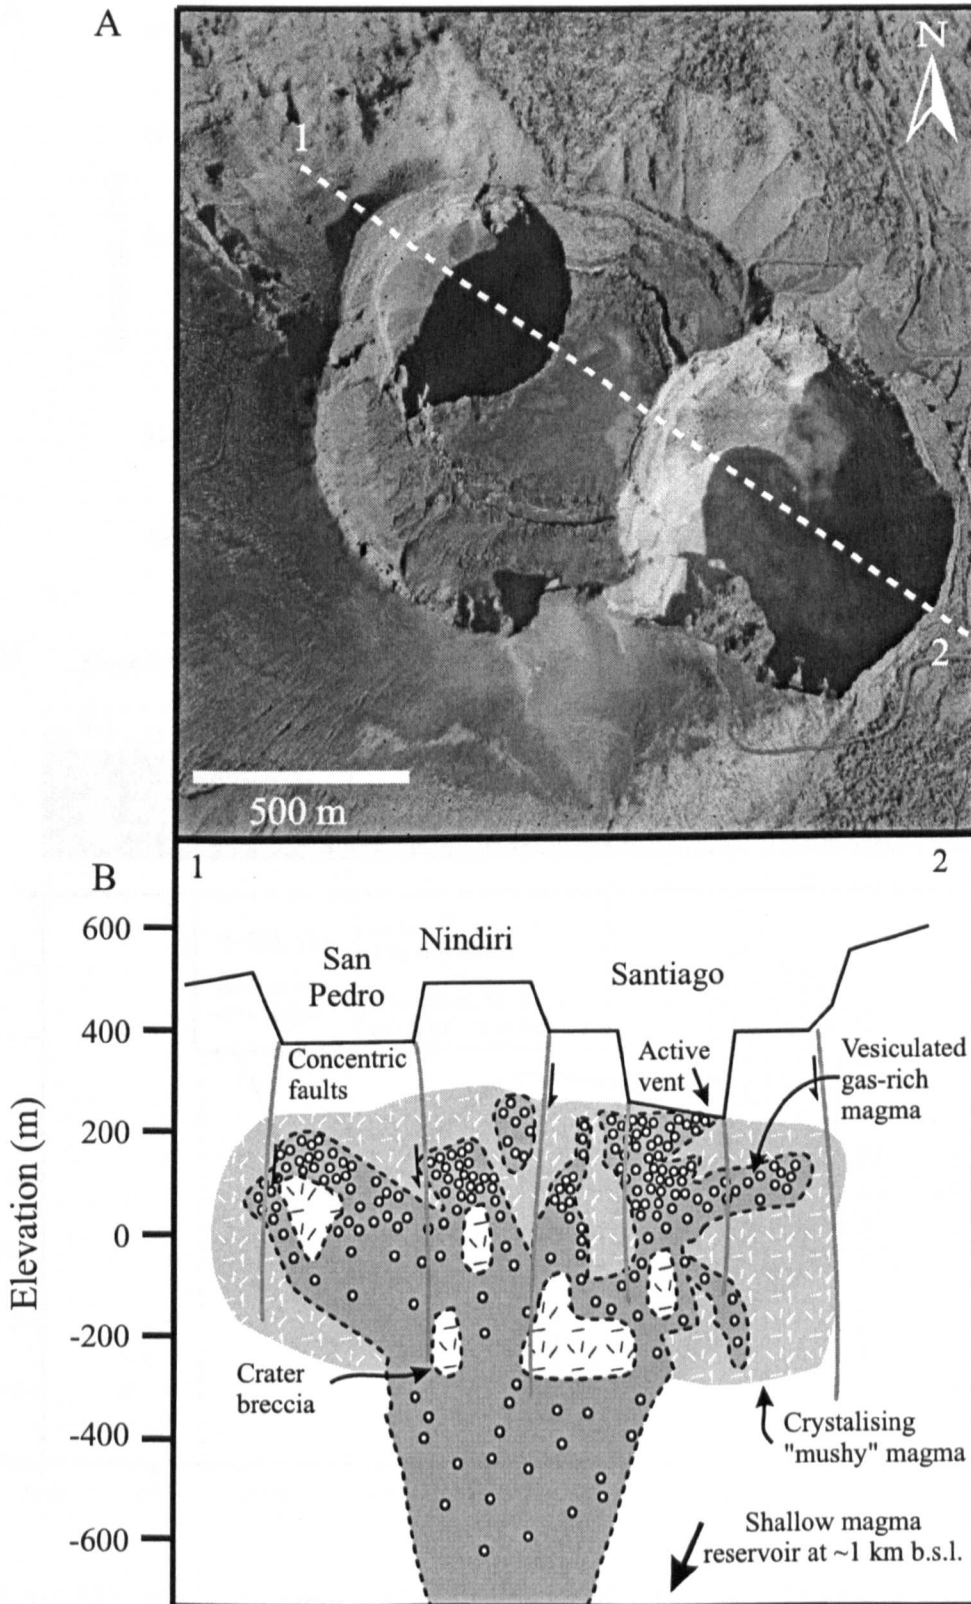 A
N
1
2
500 m
B
1
2
Elevation (m)
600
400
200
0
-200
-400
-600
San
Pedro
Nindiri
Santiago
Concentric
faults
Active
vent
Vesiculated
gas-rich
magma
Crater
breccia
Crystalising
"mushy" magma
Shallow magma
reservoir at ~1 km b.s.l.